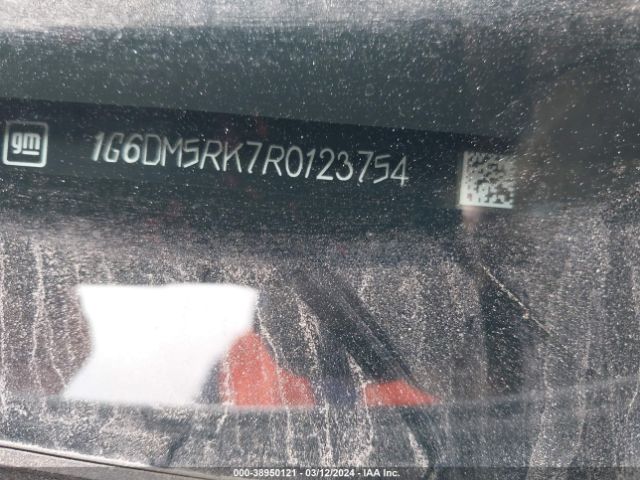 gm
1G6DM5RK7R0123754
000-38950121 - 03/12/2024 - IAA Inc.